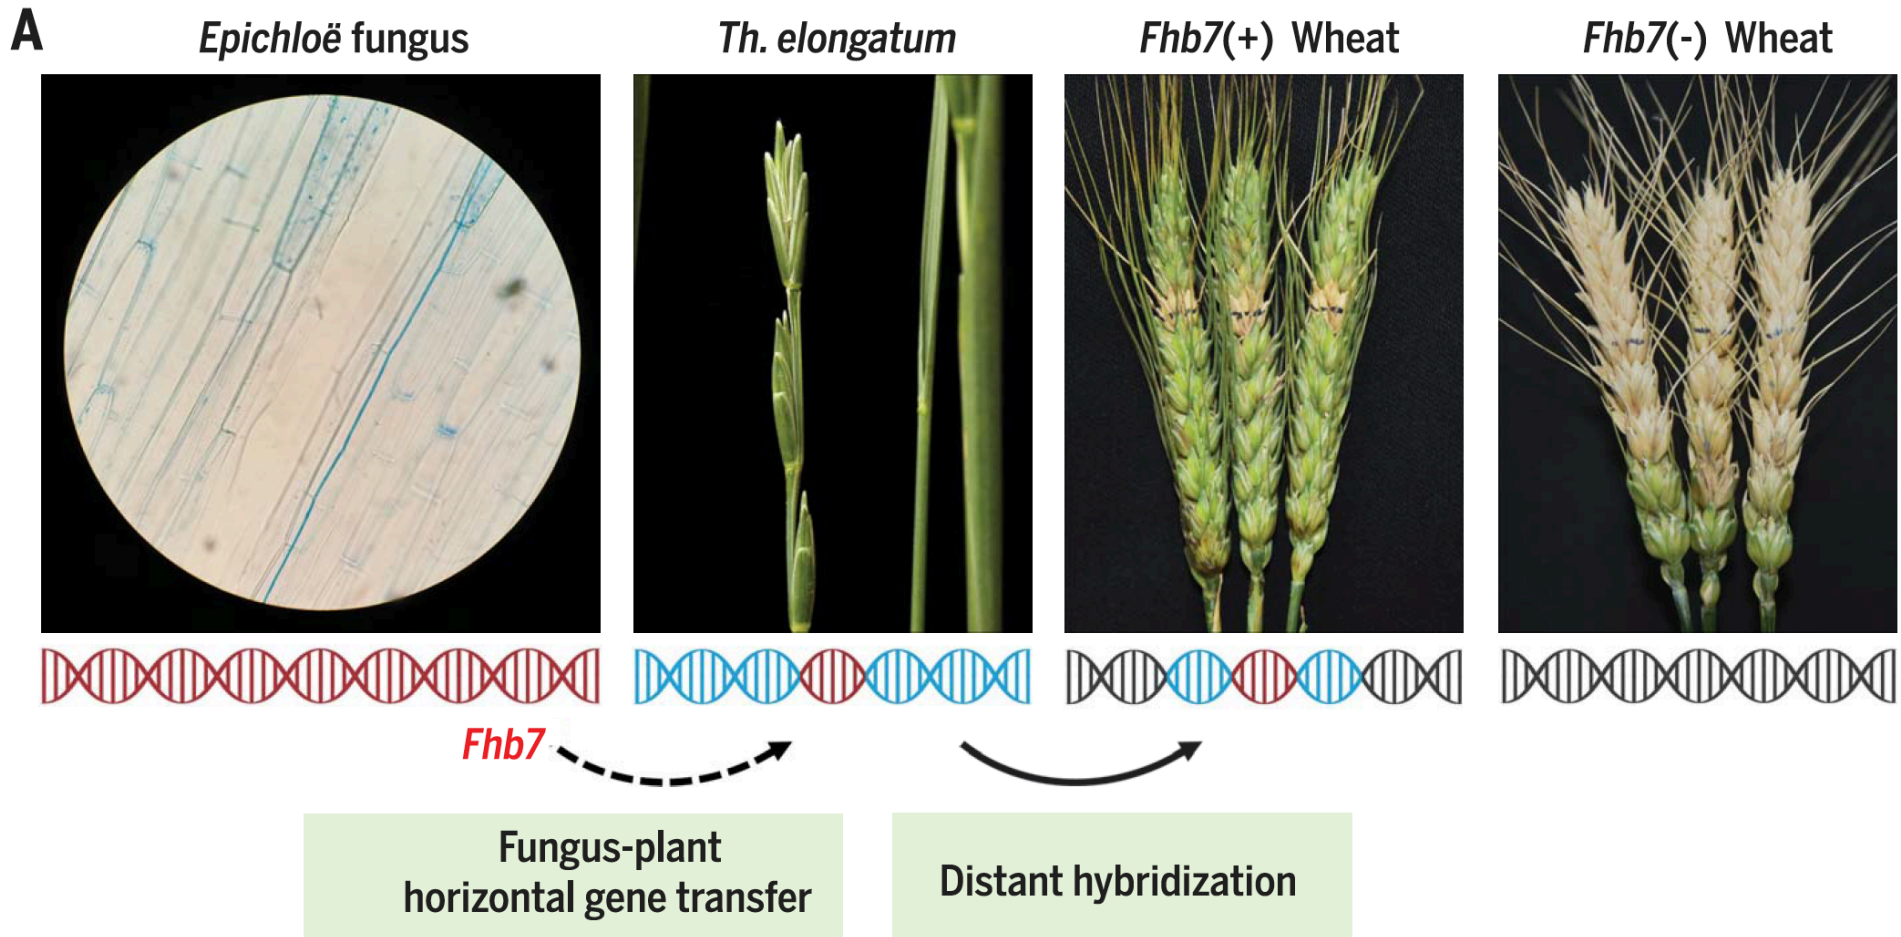 A
Epichloë fungus
Th. elongatum
Fhb7(+) Wheat
Fhb7(-) Wheat
Fhb7
Fungus-plant
horizontal gene transfer
Distant hybridization